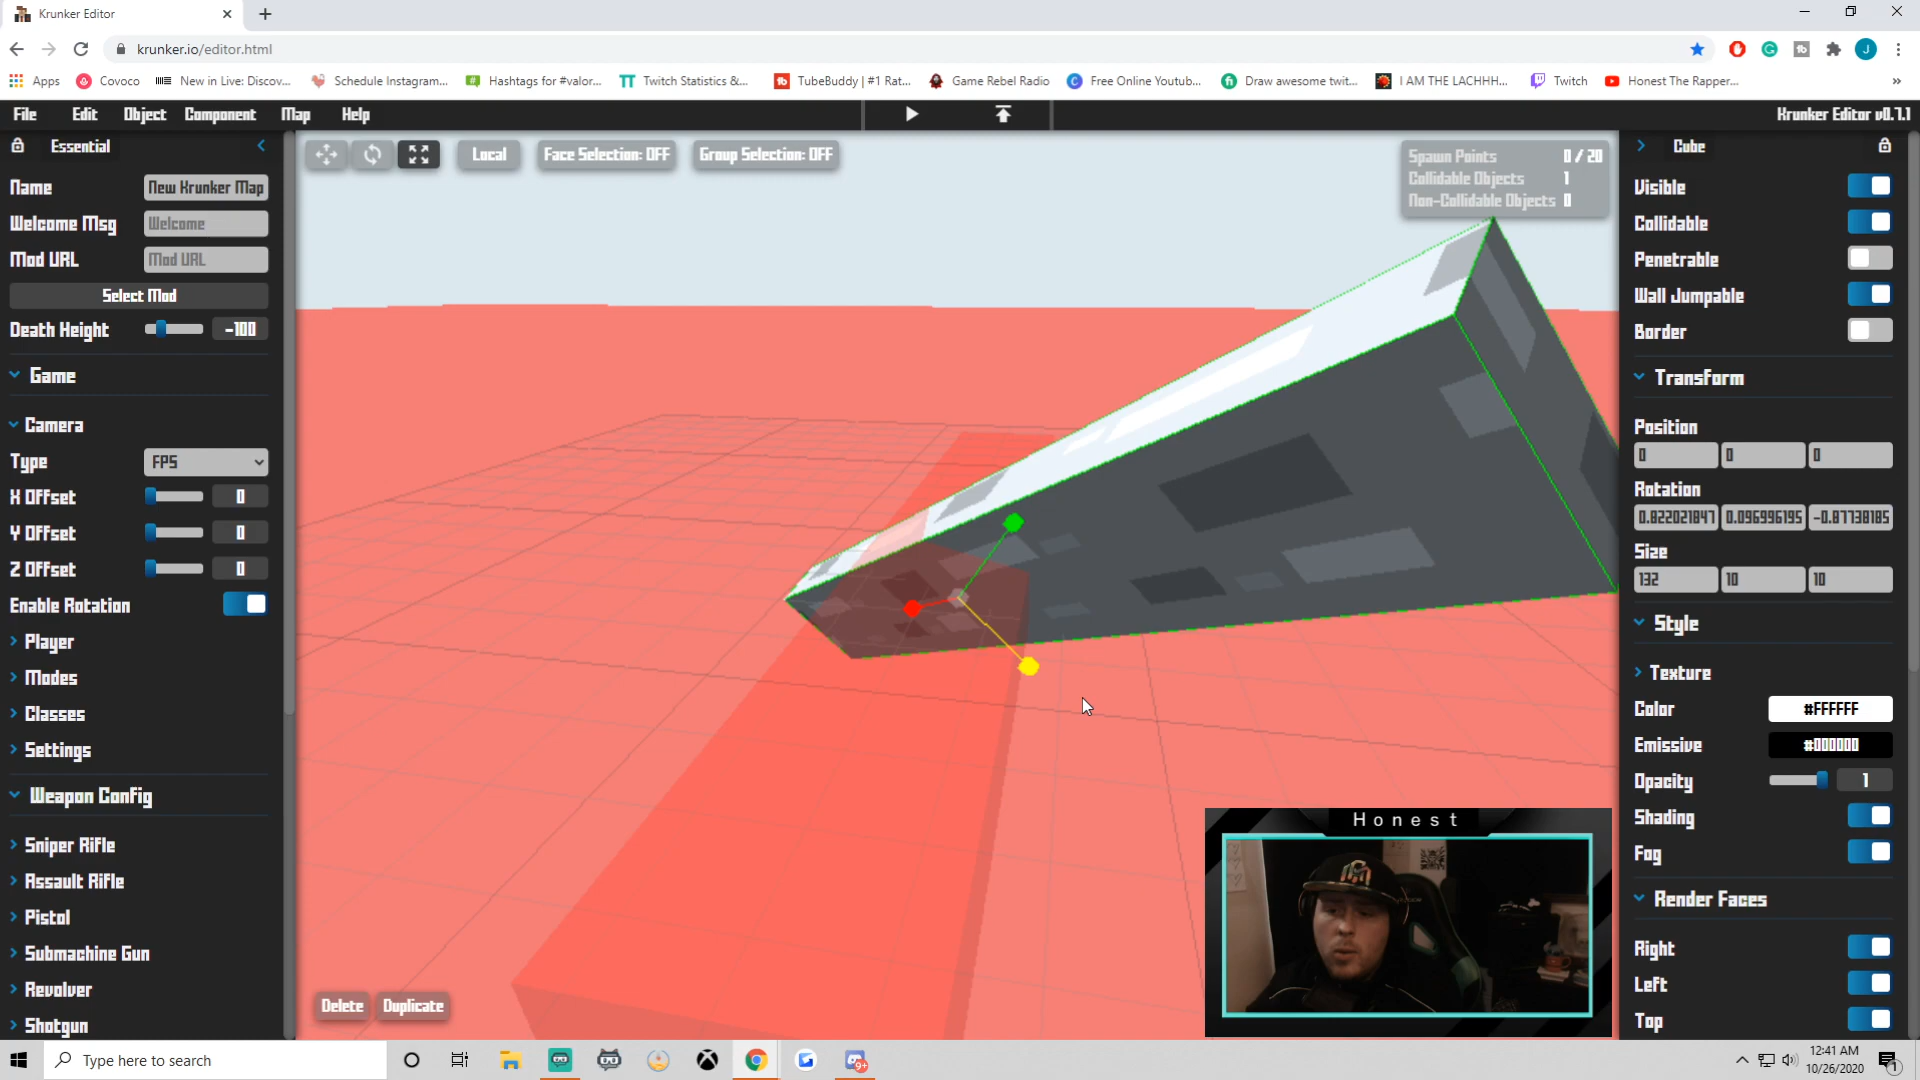 Krunker Editor
krunker.io/editor.html
Apps Covoco New in Live: Discov... Schedule Instagram... Hashtags for #valor... Twitch Statistics &... TubeBuddy | #1 Rat... Game Rebel Radio Free Online Youtub... Draw awesome twit... I AM THE LACHHH... Twitch Honest The Rapper... »
File Edit Object Component Map Help Krunker Editor v0.7.1
Essential
Name New Krunker Map
Welcome Msg Welcome
Mod URL Mod URL
Select Mod
Death Height -100
Game
Camera
Type FPS
X Offset 0
Y Offset 0
Z Offset 0
Enable Rotation
Player
Modes
Classes
Settings
Weapon Config
Sniper Rifle
Assault Rifle
Pistol
Submachine Gun
Revolver
Shotgun
Local Face Selection: OFF Group Selection: OFF
Spawn Points 0 / 20
Collidable Objects 1
Non-Collidable Objects 0
Delete Duplicate
Honest
Cube
Visible
Collidable
Penetrable
Wall Jumpable
Border
Transform
Position
0 0 0
Rotation
0.822021847 0.096996195 -0.87738185
Size
132 10 10
Style
Texture
Color #FFFFFF
Emissive #000000
Opacity 1
Shading
Fog
Render Faces
Right
Left
Top
Type here to search
9+
12:41 AM
10/26/2020
1